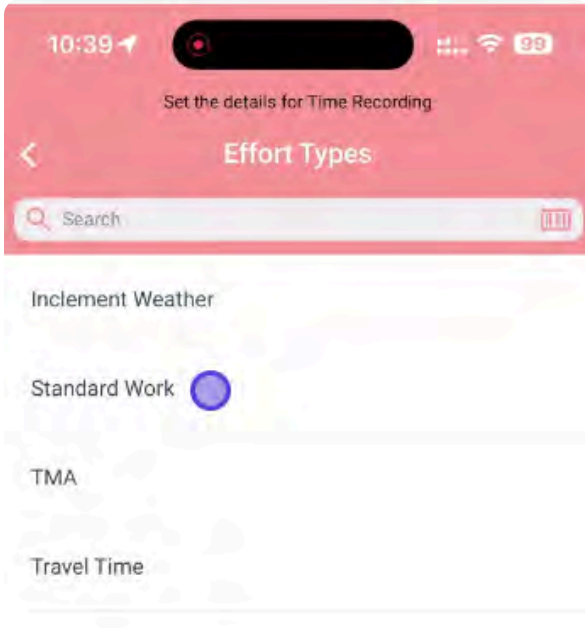 10:39
99
Set the details for Time Recording
Effort Types
Search
Inclement Weather
Standard Work
TMA
Travel Time